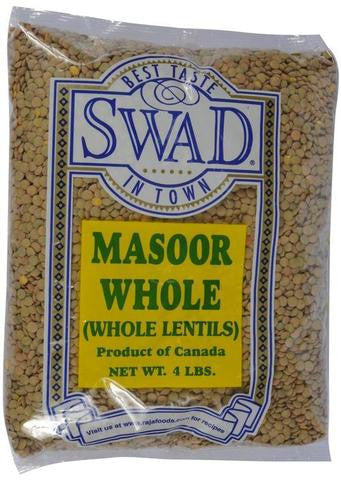 BEST TASTE
SWAD®
IN TOWN
MASOOR
WHOLE
(WHOLE LENTILS)
Product of Canada
NET WT. 4 LBS.
Visit us at www.rajafoods.com for recipes